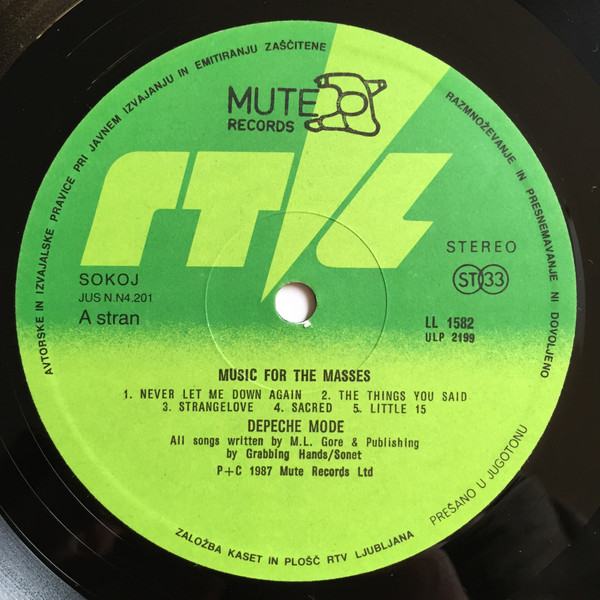 AVTORSKE IN IZVAJALSKE PRAVICE PRI JAVNEM IZVAJANJU IN EMITIRANJU ZAŠČITENE
RAZMNOŽEVANJE IN PRESNEMAVANJE NI DOVOLJENO
MUTE
RECORDS
rtl
STEREO
SOKOJ
JUS N.N4.201
A stran
ST 33
LL 1582
ULP 2199
MUSIC FOR THE MASSES
1. NEVER LET ME DOWN AGAIN 2. THE THINGS YOU SAID
3. STRANGELOVE 4. SACRED 5. LITTLE 15
DEPECHE MODE
All songs written by M.L. Gore & Publishing
by Grabbing Hands/Sonet
P+C 1987 Mute Records Ltd
PREŠANO U JUGOTONU
ZALOŽBA KASET IN PLOŠČ RTV LJUBLJANA